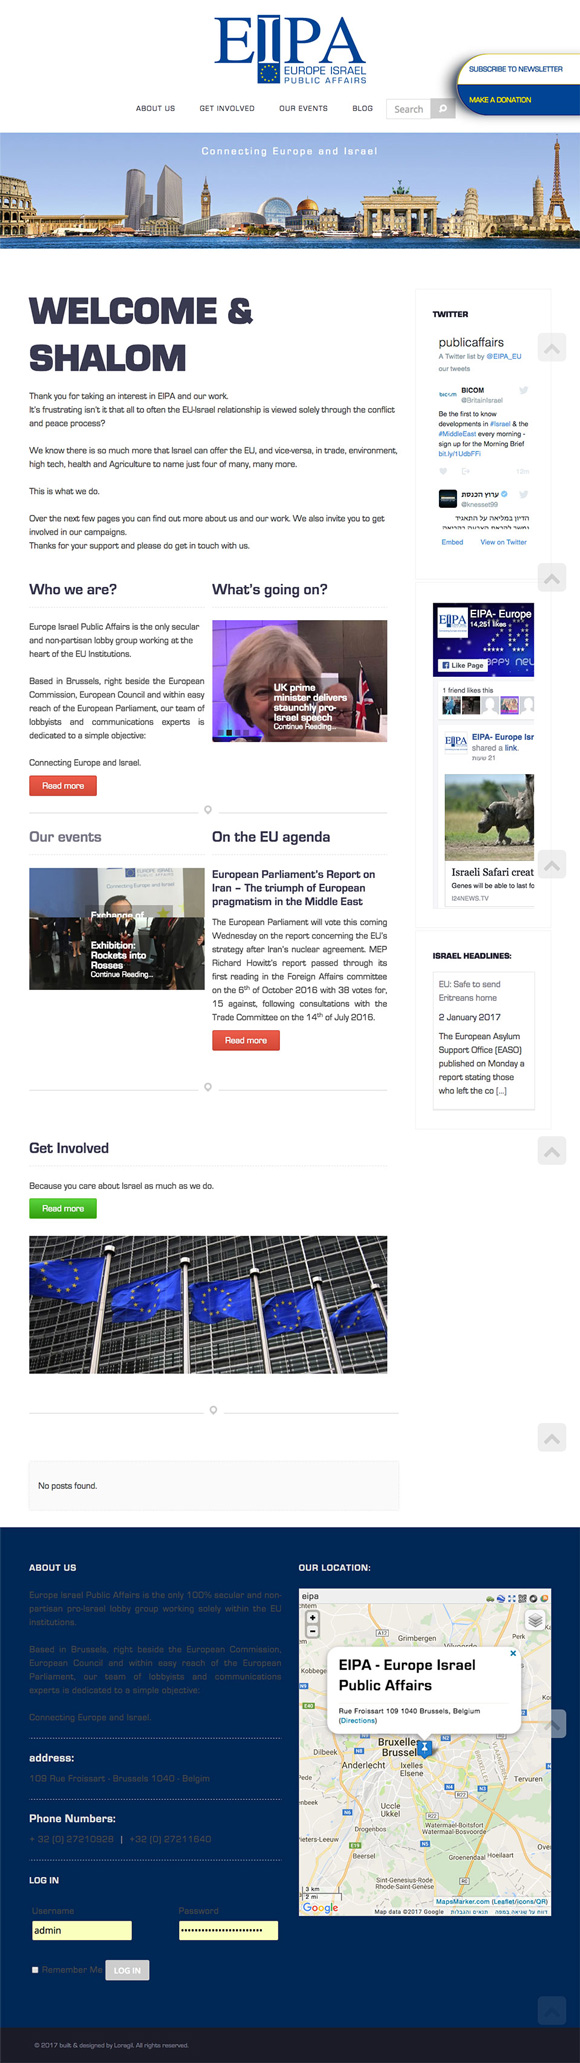 EIPA
EUROPE ISRAEL
PUBLIC AFFAIRS
SUBSCRIBE TO NEWSLETTER
MAKE A DONATION
ABOUT US
GET INVOLVED
OUR EVENTS
BLOG
Search
Connecting Europe and Israel
WELCOME &
SHALOM
Thank you for taking an interest in EIPA and our work.
It's frustrating isn't it that all to often the EU-Israel relationship is viewed solely through the conflict
and peace process?
We know there is so much more that Israel can offer the EU, and vice-versa, in trade, environment,
high tech, health and Agriculture to name just four of many, many more.
This is what we do.
Over the next few pages you can find out more about us and our work. We also invite you to get
involved in our campaigns.
Thanks for your support and please do get in touch with us.
Who we are?
Europe Israel Public Affairs is the only secular
and non-partisan lobby group working at the
heart of the EU Institutions.
Based in Brussels, right beside the European
Commission, European Council and within easy
reach of the European Parliament, our team of
lobbyists and communications experts is
dedicated to a simple objective:
Connecting Europe and Israel.
Read more
What's going on?
UK prime
minister delivers
staunchly pro-
Israel speech
Continue Reading...
Our events
EUROPE ISRAEL
PUBLIC AFFAIRS
Connecting Europe and Israel
Exchange of
Exhibition:
Rockets into
Rosses
Continue Reading...
On the EU agenda
European Parliament's Report on
Iran – The triumph of European
pragmatism in the Middle East
The European Parliament will vote this coming
Wednesday on the report concerning the EU's
strategy after Iran's nuclear agreement. MEP
Richard Howitt's report passed through its
first reading in the Foreign Affairs committee
on the 6th of October 2016 with 38 votes for,
15 against, following consultations with the
Trade Committee on the 14th of July 2016.
Read more
Get Involved
Because you care about Israel as much as we do.
Read more
No posts found.
TWITTER
publicaffairs
A Twitter list by @EIPA_EU
our tweets
BICOM
@BritainIsrael
Be the first to know
developments in #Israel & the
#MiddleEast every morning -
sign up for the Morning Brief
bit.ly/1UdbFFi
12m
ערוץ הכנסת
@knesset99
הדיון במליאה על התאגיד
Embed
View on Twitter
EIPA- Europe
14,251 likes
Like Page
1 friend likes this
EIPA- Europe Isr
shared a link.
21 שעות
Israeli Safari creat
Genes will be able to last fo
I24NEWS.TV
ISRAEL HEADLINES:
EU: Safe to send
Eritreans home
2 January 2017
The European Asylum
Support Office (EASO)
published on Monday a
report stating those
who left the co [...]
ABOUT US
Europe Israel Public Affairs is the only 100% secular and non-
partisan pro-Israel lobby group working solely within the EU
institutions.
Based in Brussels, right beside the European Commission,
European Council and within easy reach of the European
Parliament, our team of lobbyists and communications
experts is dedicated to a simple objective:
Connecting Europe and Israel.
address:
109 Rue Froissart - Brussels 1040 - Belgim
Phone Numbers:
+ 32 (0) 27210928 | +32 (0) 27211640
LOG IN
Username
Password
admin
Remember Me
LOG IN
OUR LOCATION:
eipa
Grimbergen
Vilvoorde
EIPA - Europe Israel
Public Affairs
Rue Froissart 109 1040 Brussels, Belgium
(Directions)
Bruxelles
Brussel
Dilbeek
Anderlecht
Ixelles
Elsene
Tervuren
Uccle
Ukkel
Drogenbos
Watermael-Boitsfort
Watermaal-Bosvoorde
Pieters-Leeuw
Beersel
Groenendaal
Hoeilaart
Overijse
Sint-Genesius-Rode
Rhode-Saint-Genèse
3 km
2 mi
Google
MapsMarker.com (Leaflet/icons/QR)
Map data ©2017 Google
תנאים והגבלות
דווח על שגיאה במפה
© 2017 built & designed by Lorsgil. All rights reserved.